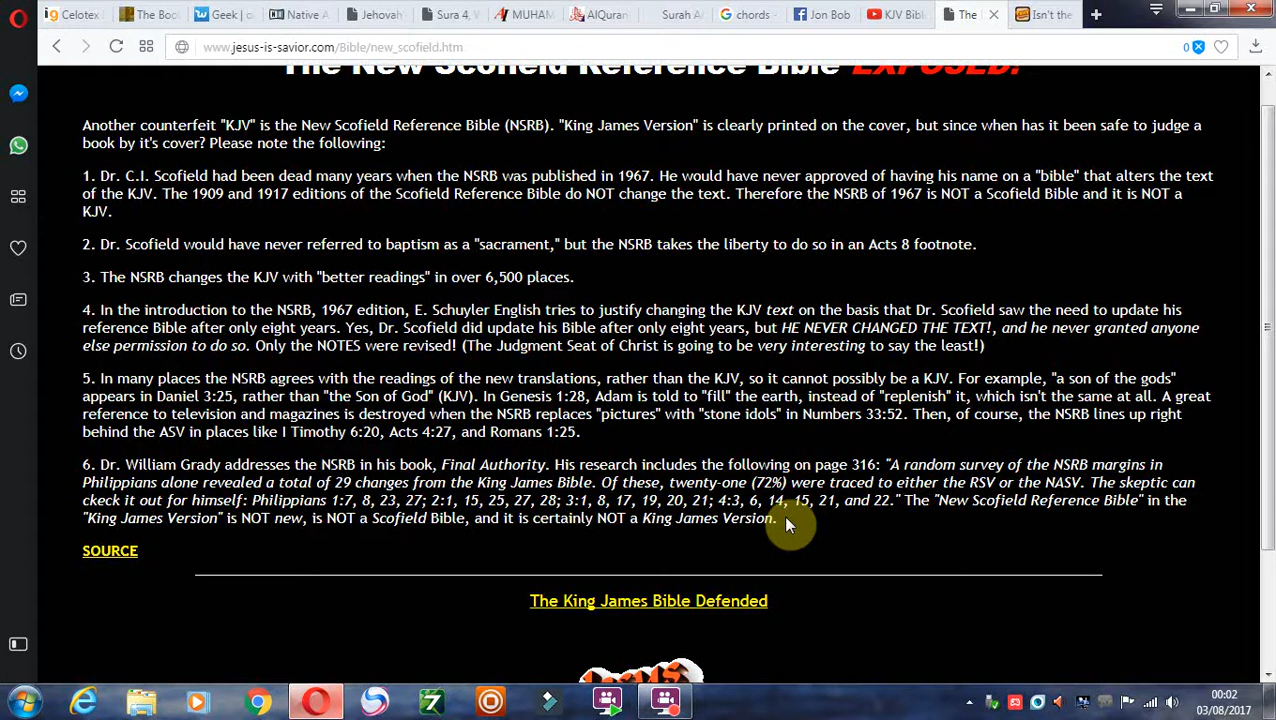 Celotex
The Boo
Geek | c
Native A
Jehovah'
Sura 4,
MUHAM
AlQuran
Surah A
chords -
Jon Bob
KJV Bibl
The
Isn't the
www.jesus-is-savior.com/Bible/new_scofield.htm
0
The New Scofield Reference Bible EXPOSED!
Another counterfeit "KJV" is the New Scofield Reference Bible (NSRB). "King James Version" is clearly printed on the cover, but since when has it been safe to judge a
book by it's cover? Please note the following:
1. Dr. C.I. Scofield had been dead many years when the NSRB was published in 1967. He would have never approved of having his name on a "bible" that alters the text
of the KJV. The 1909 and 1917 editions of the Scofield Reference Bible do NOT change the text. Therefore the NSRB of 1967 is NOT a Scofield Bible and it is NOT a
KJV.
2. Dr. Scofield would have never referred to baptism as a "sacrament," but the NSRB takes the liberty to do so in an Acts 8 footnote.
3. The NSRB changes the KJV with "better readings" in over 6,500 places.
4. In the introduction to the NSRB, 1967 edition, E. Schuyler English tries to justify changing the KJV text on the basis that Dr. Scofield saw the need to update his
reference Bible after only eight years. Yes, Dr. Scofield did update his Bible after only eight years, but HE NEVER CHANGED THE TEXT!, and he never granted anyone
else permission to do so. Only the NOTES were revised! (The Judgment Seat of Christ is going to be very interesting to say the least!)
5. In many places the NSRB agrees with the readings of the new translations, rather than the KJV, so it cannot possibly be a KJV. For example, "a son of the gods"
appears in Daniel 3:25, rather than "the Son of God" (KJV). In Genesis 1:28, Adam is told to "fill" the earth, instead of "replenish" it, which isn't the same at all. A great
reference to television and magazines is destroyed when the NSRB replaces "pictures" with "stone idols" in Numbers 33:52. Then, of course, the NSRB lines up right
behind the ASV in places like I Timothy 6:20, Acts 4:27, and Romans 1:25.
6. Dr. William Grady addresses the NSRB in his book, Final Authority. His research includes the following on page 316: "A random survey of the NSRB margins in
Philippians alone revealed a total of 29 changes from the King James Bible. Of these, twenty-one (72%) were traced to either the RSV or the NASV. The skeptic can
ckeck it out for himself: Philippians 1:7, 8, 23, 27; 2:1, 15, 25, 27, 28; 3:1, 8, 17, 19, 20, 21; 4:3, 6, 14, 15, 21, and 22." The "New Scofield Reference Bible" in the
"King James Version" is NOT new, is NOT a Scofield Bible, and it is certainly NOT a King James Version.
SOURCE
The King James Bible Defended
JESUS
00:02
03/08/2017